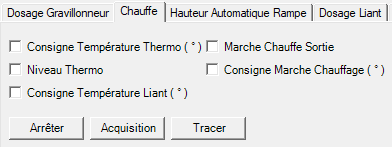 Dosage Gravillonneur Chauffe Hauteur Automatique Rampe Dosage Liant
Consigne Température Thermo ( ° ) Marche Chauffe Sortie
Niveau Thermo Consigne Marche Chauffage ( ° )
Consigne Température Liant ( ° )
Arrêter Acquisition Tracer